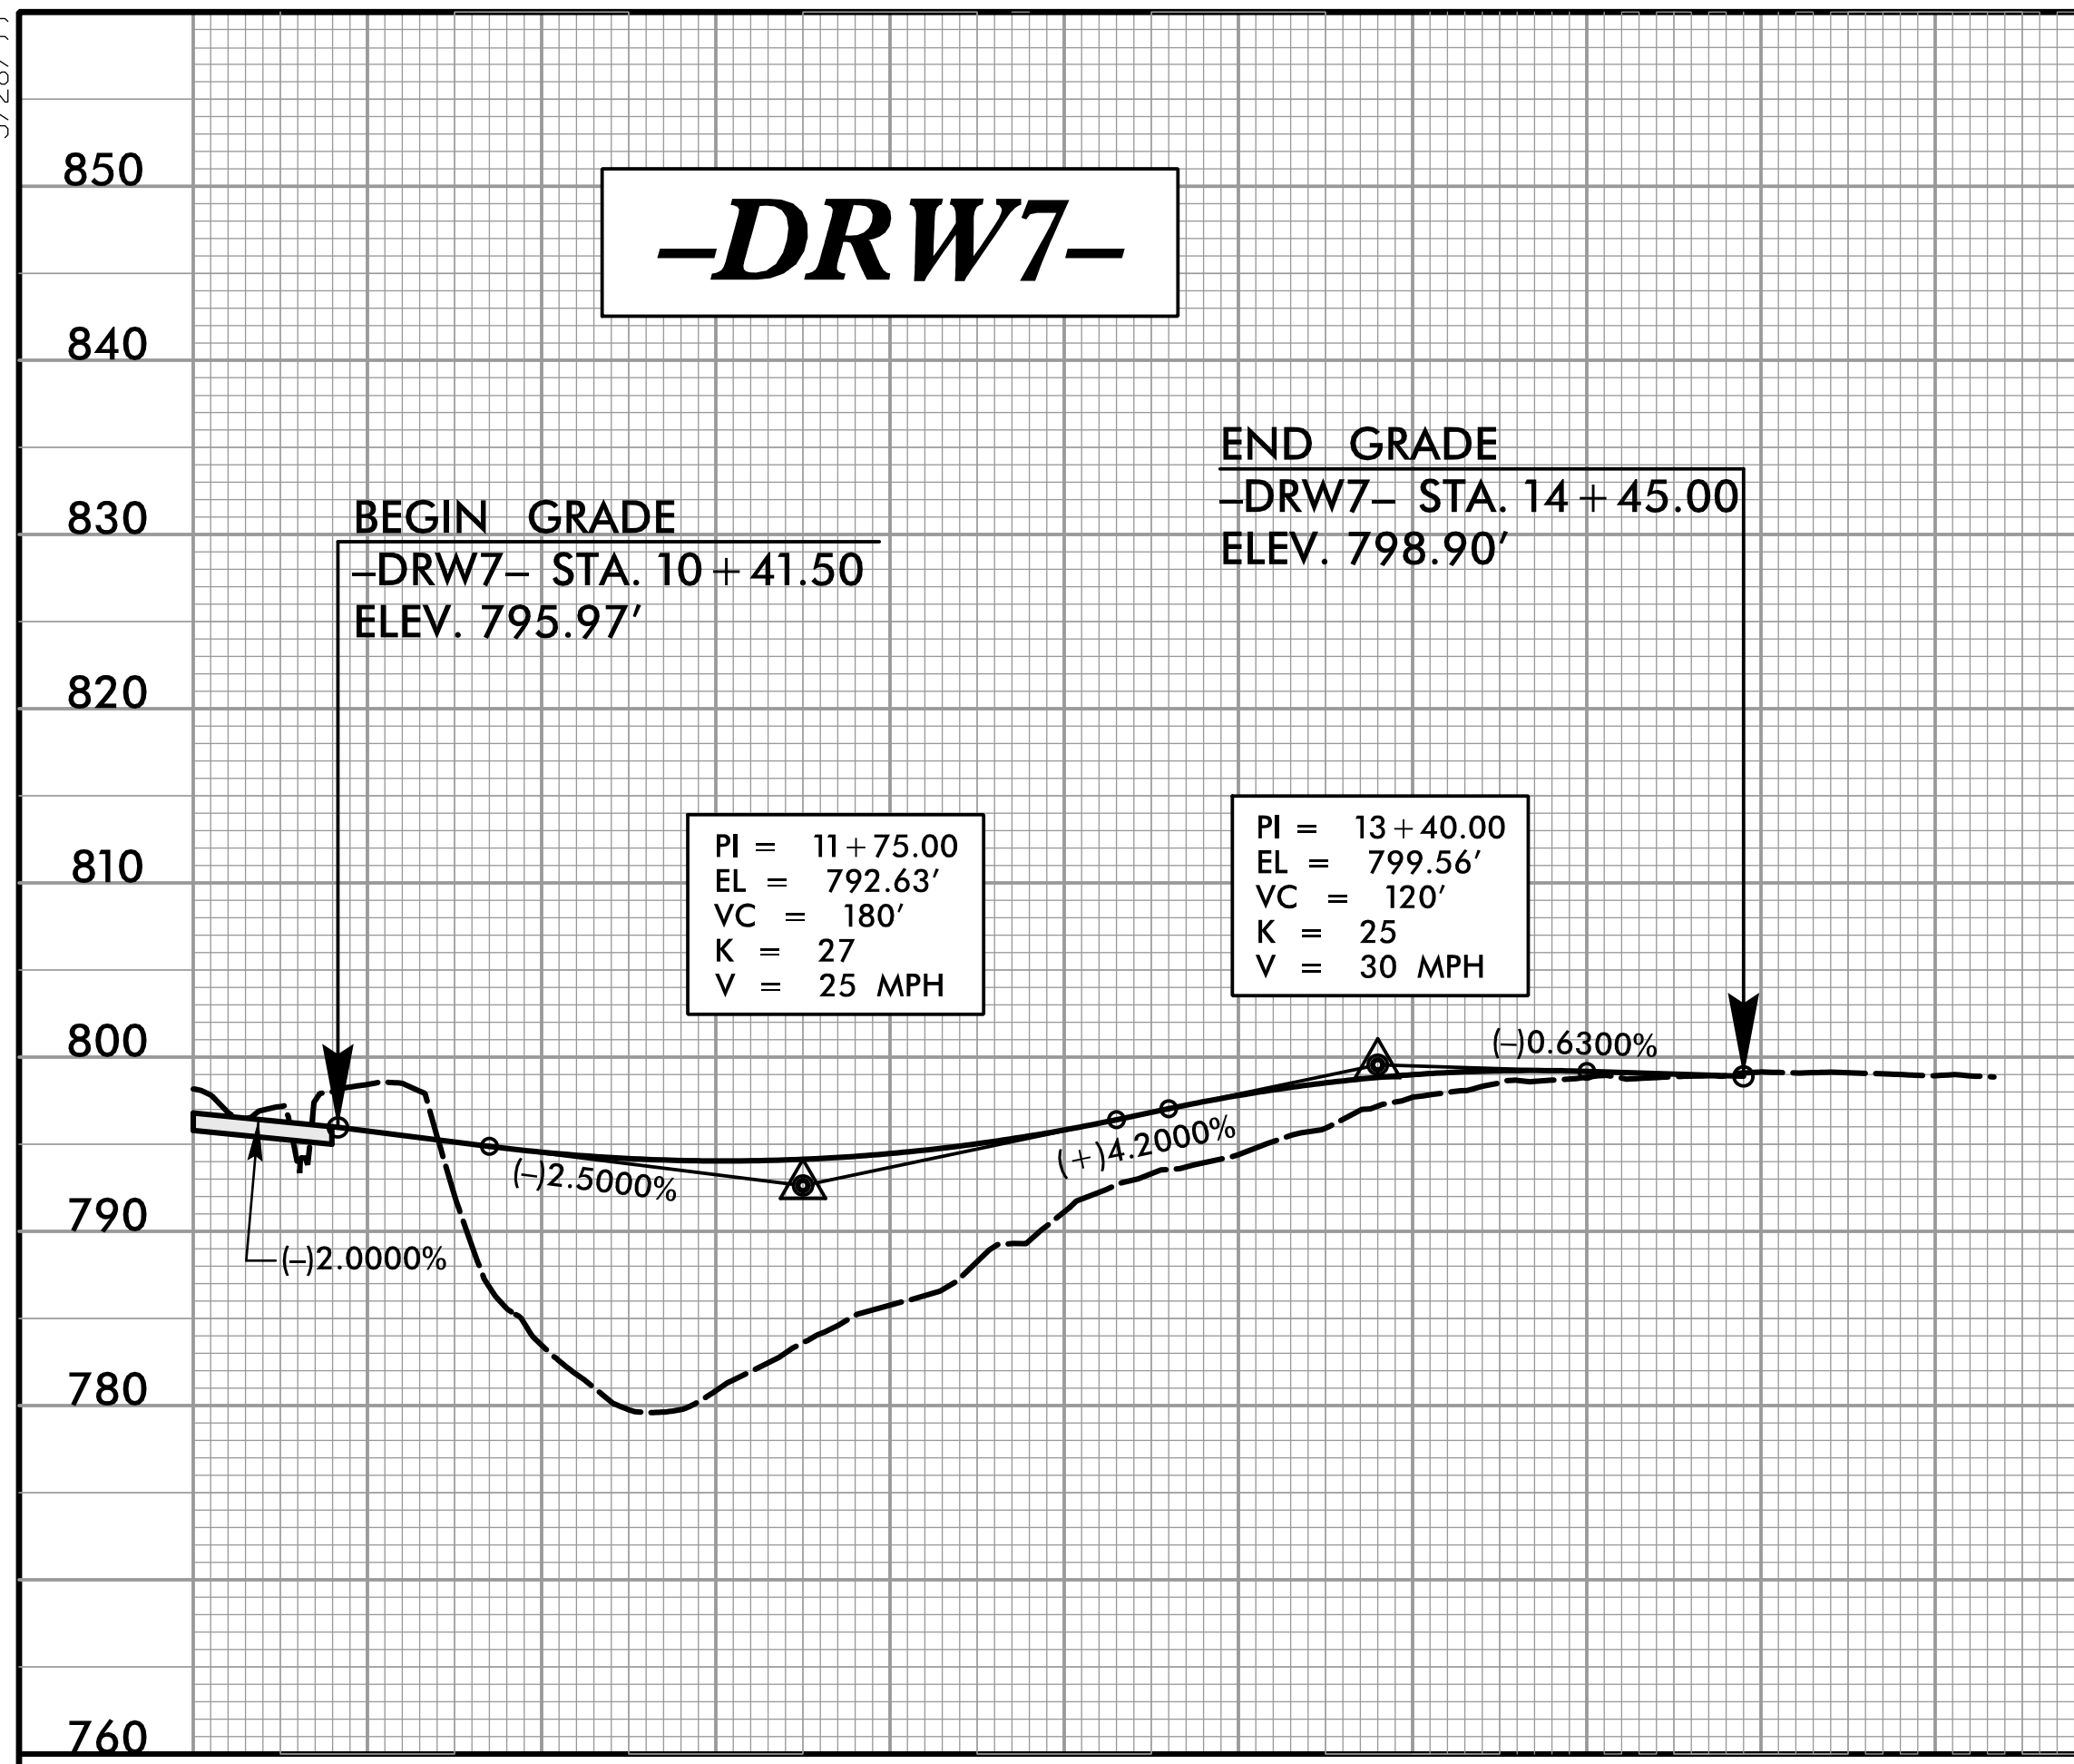 850
–DRW7–
840
830
820
810
800
790
780
760
BEGIN GRADE
–DRW7– STA. 10+41.50
ELEV. 795.97′
END GRADE
–DRW7– STA. 14+45.00
ELEV. 798.90′
PI = 11+75.00
EL = 792.63′
VC = 180′
K = 27
V = 25 MPH
PI = 13+40.00
EL = 799.56′
VC = 120′
K = 25
V = 30 MPH
(–)0.6300%
(+)4.2000%
(–)2.5000%
(–)2.0000%